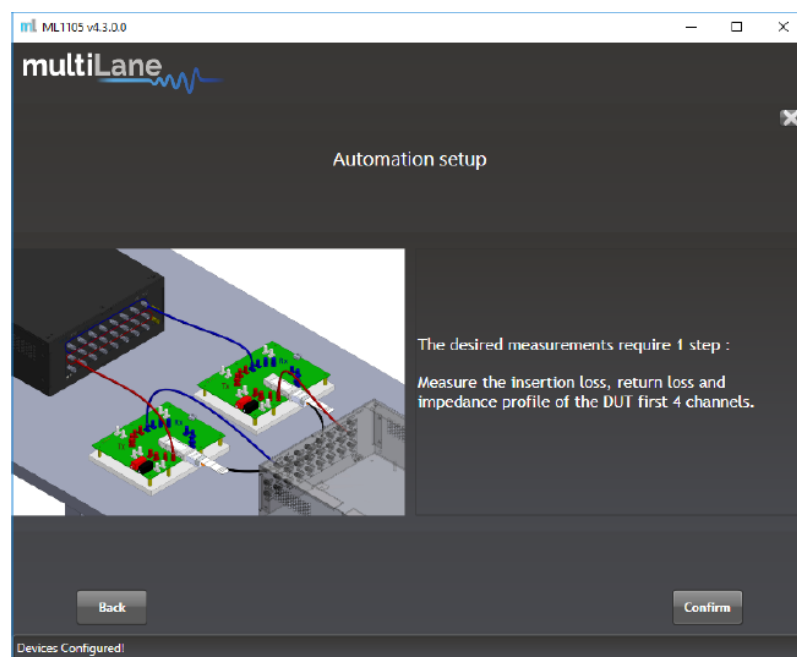 ML1105 v4.3.0.0
multiLane
Automation setup
The desired measurements require 1 step :
Measure the insertion loss, return loss and
impedance profile of the DUT first 4 channels.
Back
Confirm
Devices Configured!